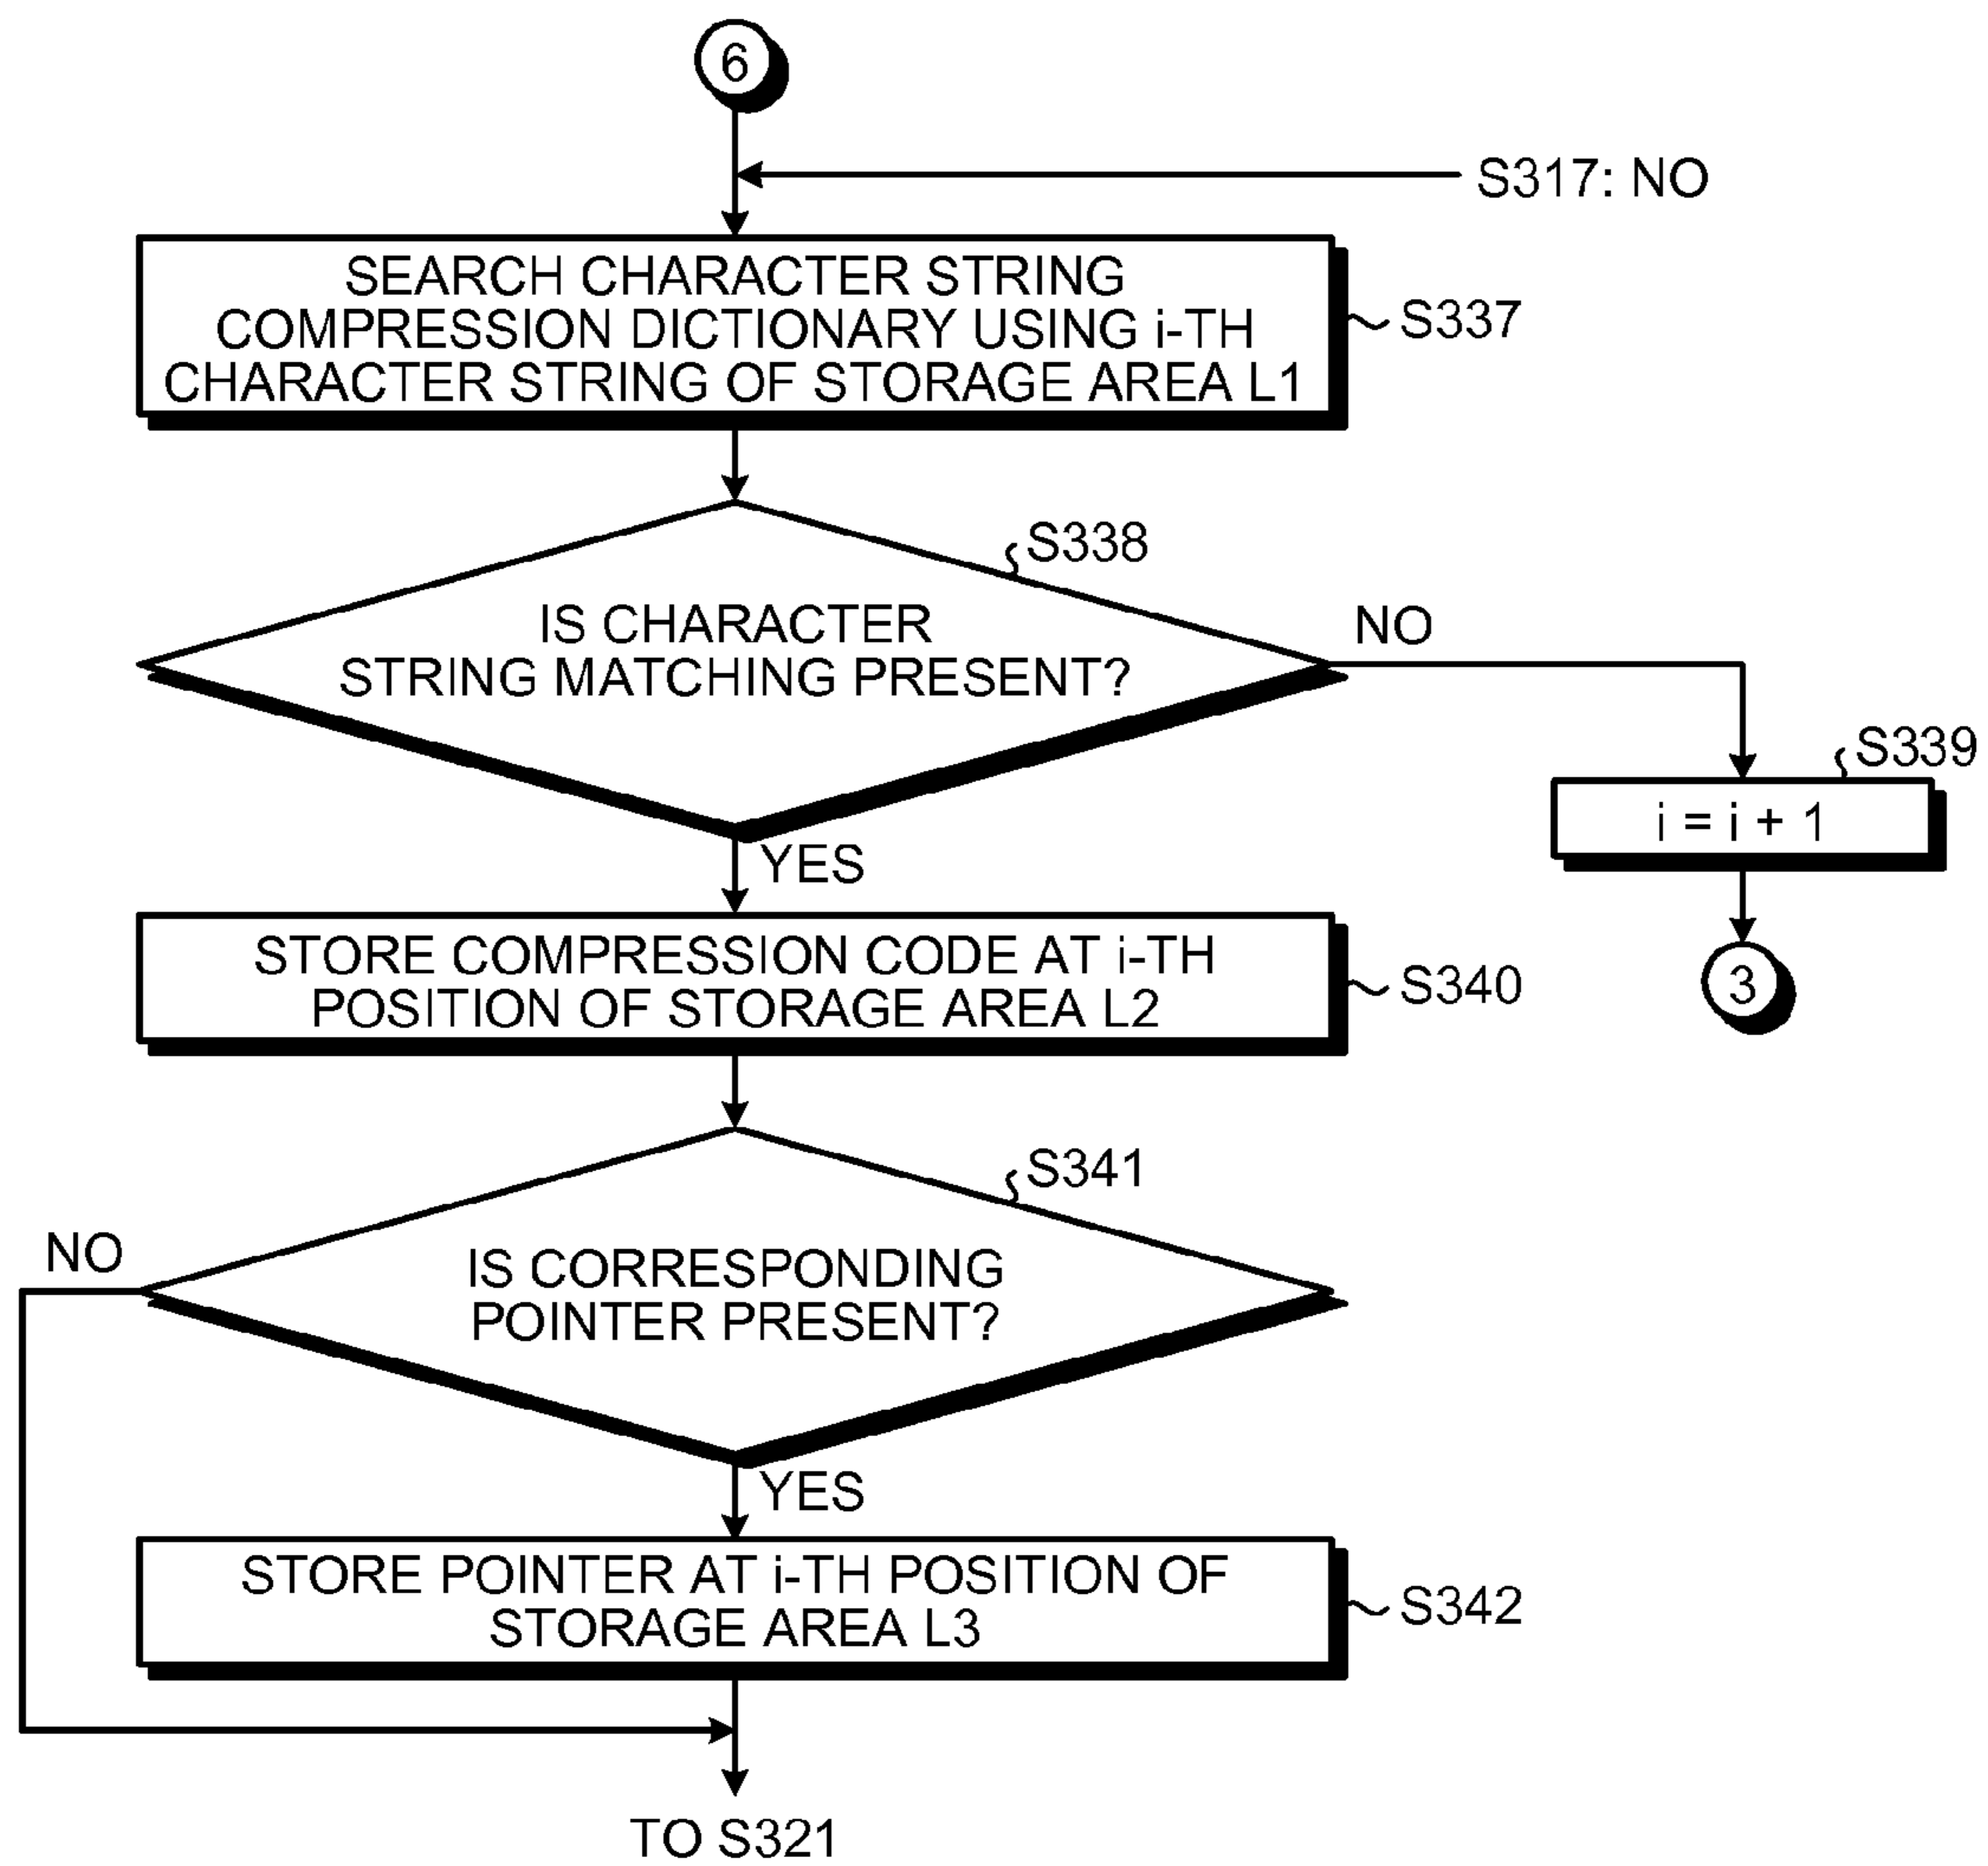 6
S317: NO
SEARCH CHARACTER STRING
COMPRESSION DICTIONARY USING i-TH
CHARACTER STRING OF STORAGE AREA L1
S337
S338
IS CHARACTER
STRING MATCHING PRESENT?
NO
S339
i = i + 1
3
YES
STORE COMPRESSION CODE AT i-TH
POSITION OF STORAGE AREA L2
S340
S341
IS CORRESPONDING
POINTER PRESENT?
NO
YES
STORE POINTER AT i-TH POSITION OF
STORAGE AREA L3
S342
TO S321